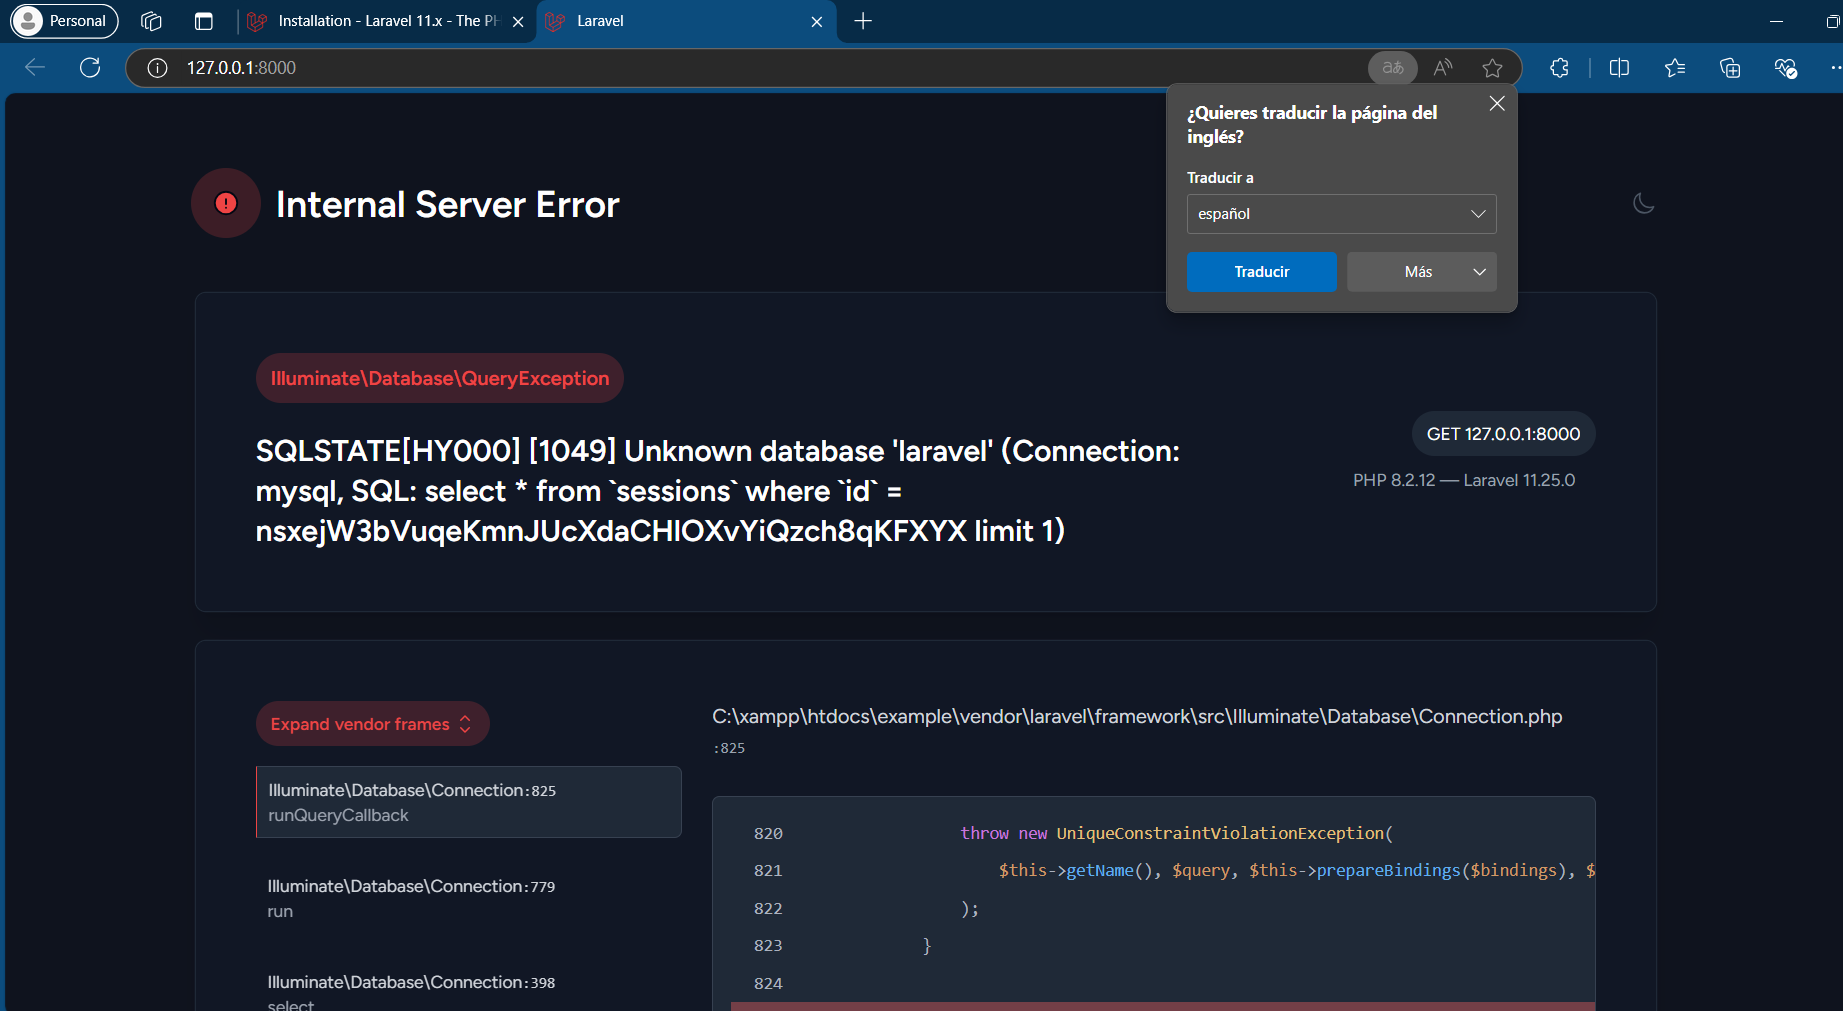 Personal
Installation - Laravel 11.x - The PH
Laravel
127.0.0.1:8000
¿Quieres traducir la página del
inglés?
Traducir a
español
Traducir
Más
Internal Server Error
Illuminate\Database\QueryException
SQLSTATE[HY000] [1049] Unknown database 'laravel' (Connection:
mysql, SQL: select * from `sessions` where `id` =
nsxejW3bVuqeKmnJUcXdaCHlOXvYiQzch8qKFXYX limit 1)
GET 127.0.0.1:8000
PHP 8.2.12 — Laravel 11.25.0
Expand vendor frames
Illuminate\Database\Connection:825
runQueryCallback
Illuminate\Database\Connection:779
run
Illuminate\Database\Connection:398
select
C:\xampp\htdocs\example\vendor\laravel\framework\src\Illuminate\Database\Connection.php
:825
820 throw new UniqueConstraintViolationException(
821 $this->getName(), $query, $this->prepareBindings($bindings), $
822 );
823 }
824